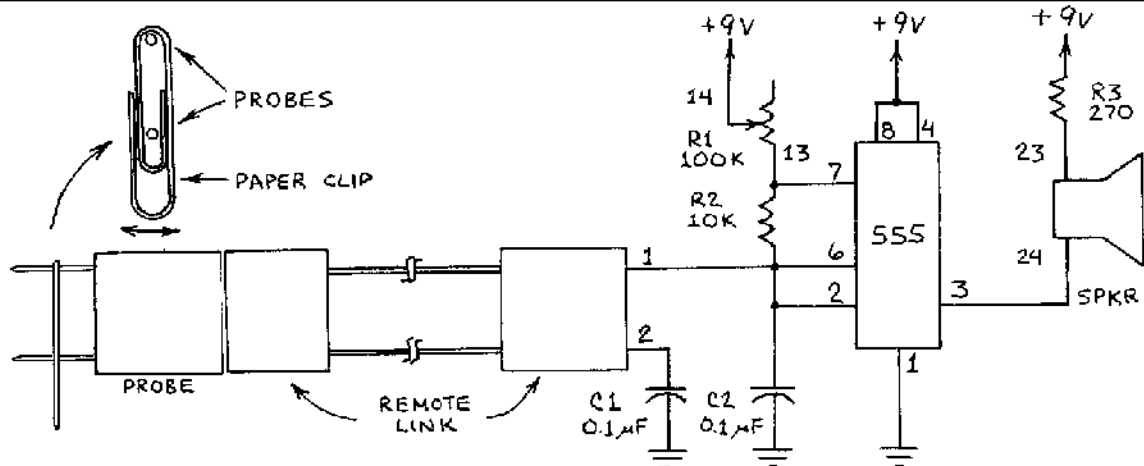 +9V
+9V
+9V
PROBES
PAPER CLIP
14
R1
100K
13
R2
10K
7
8
4
6
2
555
3
1
R3
270
23
24
SPKR
1
2
PROBE
REMOTE
LINK
C1
0.1µF
C2
0.1µF